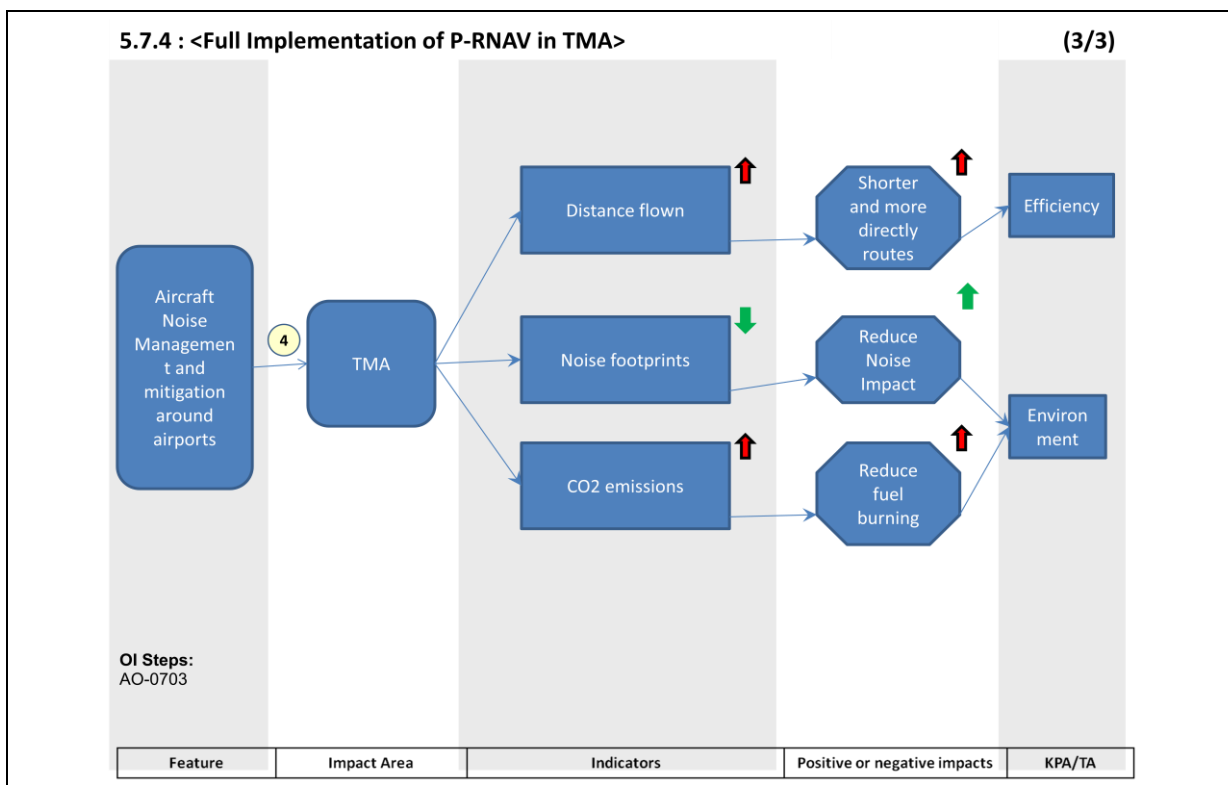 5.7.4 : <Full Implementation of P-RNAV in TMA>
(3/3)
Aircraft
Noise
Managemen
t and
mitigation
around
airports
4
TMA
Distance flown
Noise footprints
CO2 emissions
Shorter
and more
directly
routes
Reduce
Noise
Impact
Reduce
fuel
burning
Efficiency
Environ
ment
OI Steps:
AO-0703
Feature
Impact Area
Indicators
Positive or negative impacts
KPA/TA